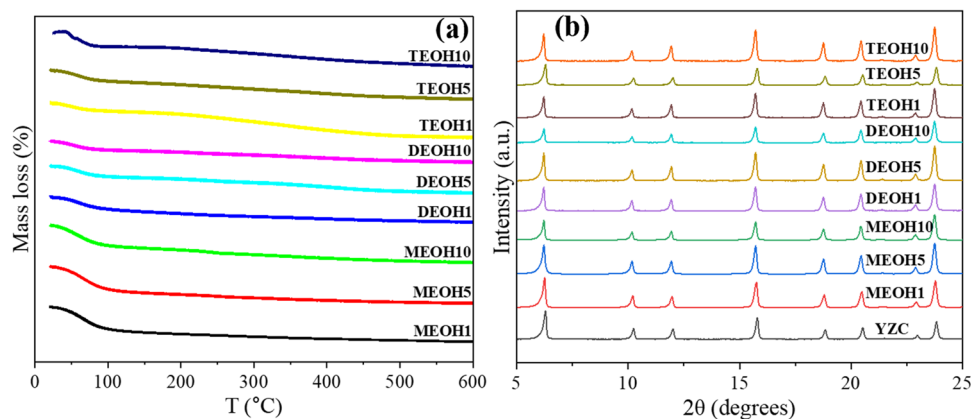 (a)
TEOH10
TEOH5
TEOH1
DEOH10
DEOH5
DEOH1
MEOH10
MEOH5
MEOH1
Mass loss (%)
0 100 200 300 400 500 600
T (°C)
(b)
TEOH10
TEOH5
TEOH1
DEOH10
DEOH5
DEOH1
MEOH10
MEOH5
MEOH1
YZC
Intensity (a.u.)
5 10 15 20 25
2θ (degrees)